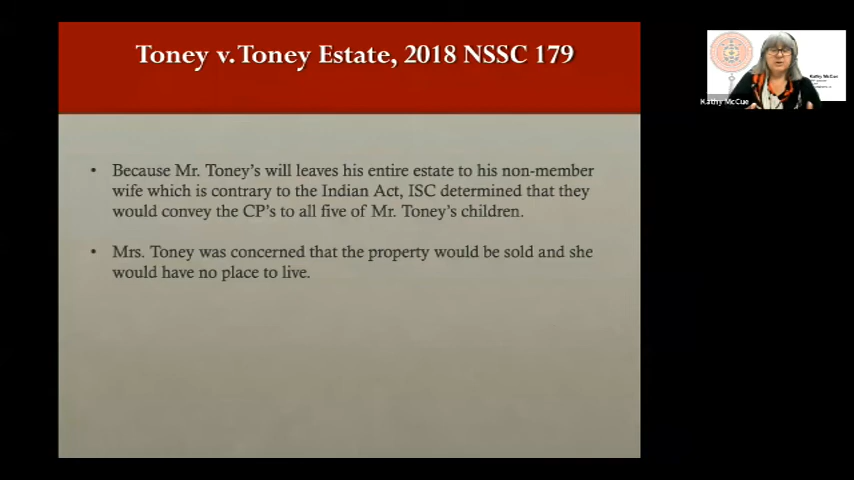 Toney v. Toney Estate, 2018 NSSC 179
• Because Mr. Toney's will leaves his entire estate to his non-member
wife which is contrary to the Indian Act, ISC determined that they
would convey the CP's to all five of Mr. Toney's children.
• Mrs. Toney was concerned that the property would be sold and she
would have no place to live.
Kathy McCue
Kathy McCue